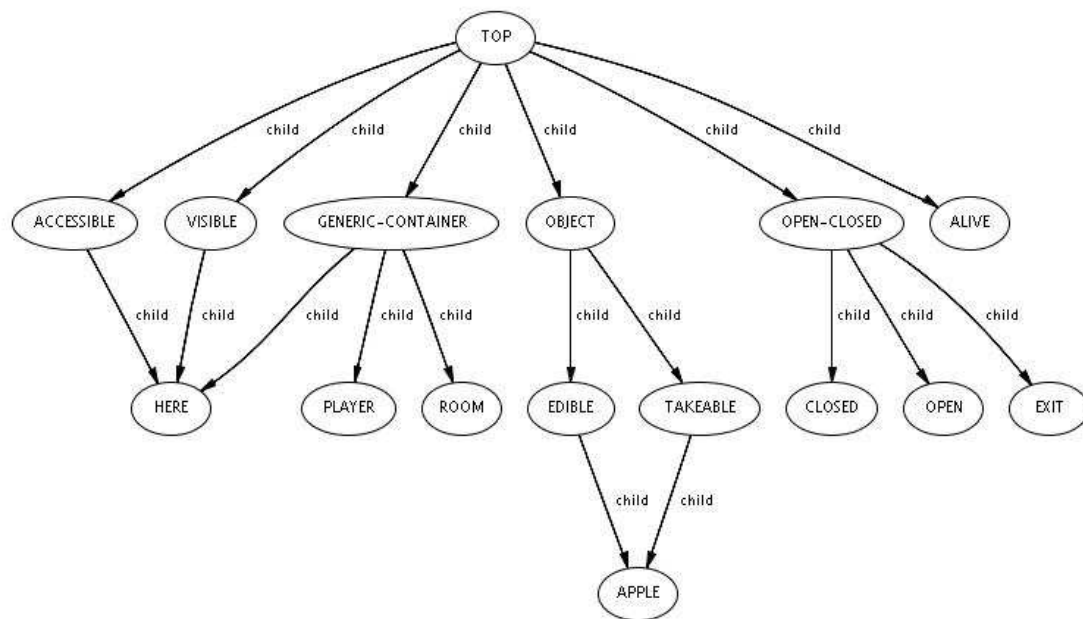 TOP
child child child child child child
ACCESSIBLE VISIBLE GENERIC-CONTAINER OBJECT OPEN-CLOSED ALIVE
child child child child child child child child child child
HERE PLAYER ROOM EDIBLE TAKEABLE CLOSED OPEN EXIT
child child
APPLE